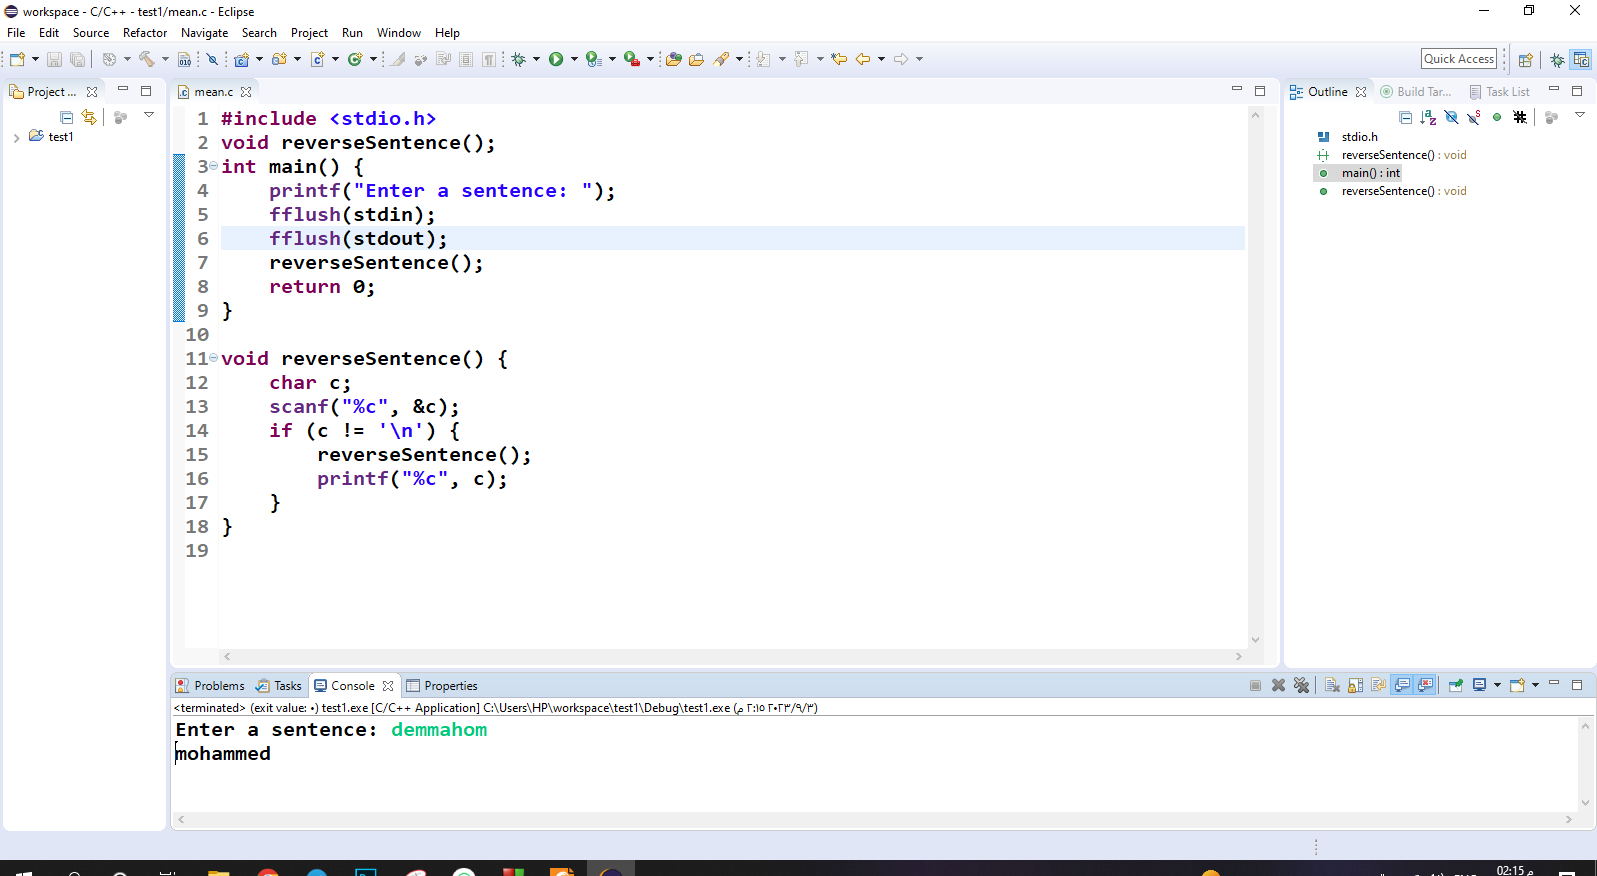 workspace - C/C++ - test1/mean.c - Eclipse
File Edit Source Refactor Navigate Search Project Run Window Help
Quick Access
Project ...
test1
mean.c
1 #include <stdio.h>
2 void reverseSentence();
3 int main() {
4 printf("Enter a sentence: ");
5 fflush(stdin);
6 fflush(stdout);
7 reverseSentence();
8 return 0;
9 }
10
11 void reverseSentence() {
12 char c;
13 scanf("%c", &c);
14 if (c != '\n') {
15 reverseSentence();
16 printf("%c", c);
17 }
18 }
19
Outline Build Tar... Task List
stdio.h
reverseSentence() : void
main() : int
reverseSentence() : void
Problems Tasks Console Properties
<terminated> (exit value: ٠) test1.exe [C/C++ Application] C:\Users\HP\workspace\test1\Debug\test1.exe (٢٠٢٣/٩/٣ ٢:١٥ م)
Enter a sentence: demmahom
mohammed
02:15 م